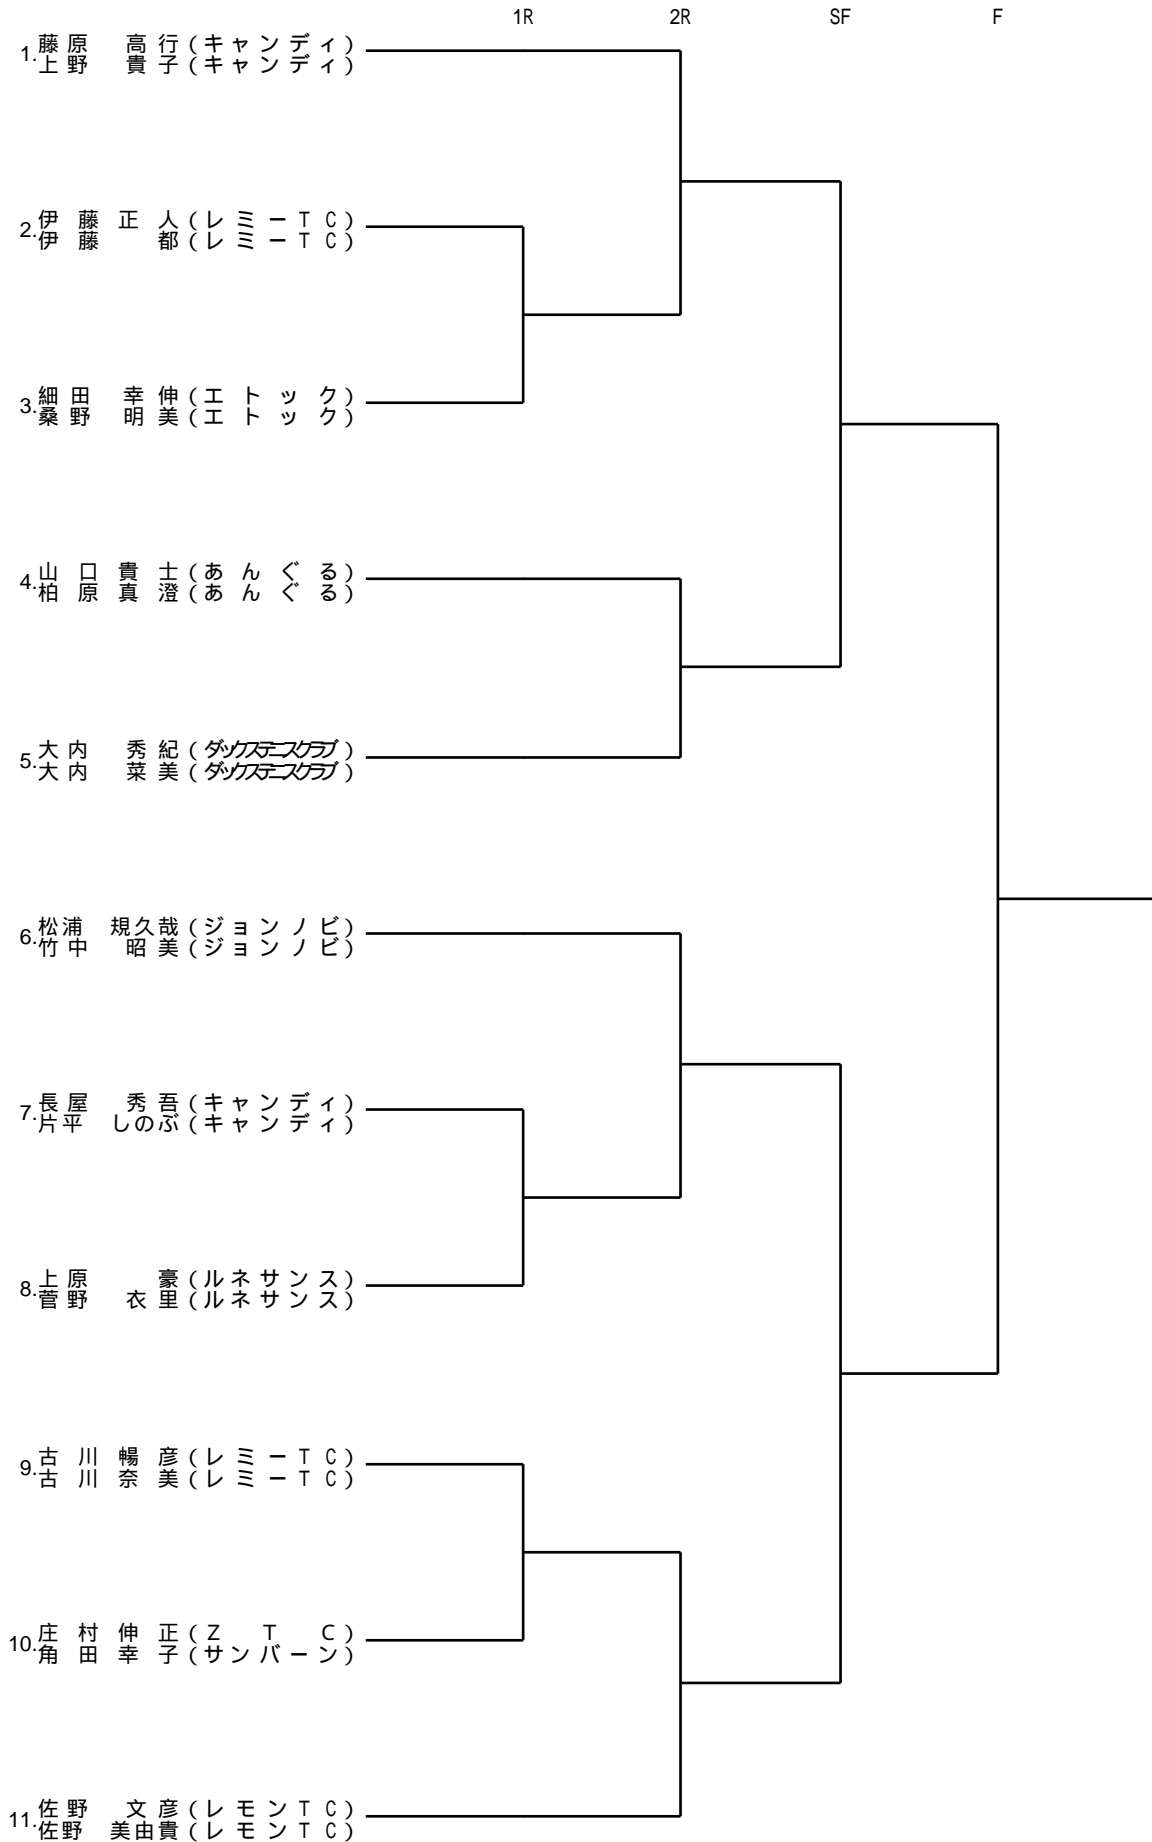 1R 2R SF F
1. 藤原 高行(キャンディ)
上野 貴子(キャンディ)
2. 伊藤正人(レミーTC)
伊藤 都(レミーTC)
3. 細田 幸伸(エトック)
桑野 明美(エトック)
4. 山口貴士(あんぐる)
柏原真澄(あんぐる)
5. 大内 秀紀(ダックステニスクラブ)
大内 菜美(ダックステニスクラブ)
6. 松浦 規久哉(ジョンノビ)
竹中 昭美(ジョンノビ)
7. 長屋 秀吾(キャンディ)
片平 しのぶ(キャンディ)
8. 上原 豪(ルネサンス)
菅野 衣里(ルネサンス)
9. 古川暢彦(レミーTC)
古川奈美(レミーTC)
10. 庄村伸正(ZTC)
角田幸子(サンバーン)
11. 佐野 文彦(レモンTC)
佐野 美由貴(レモンTC)